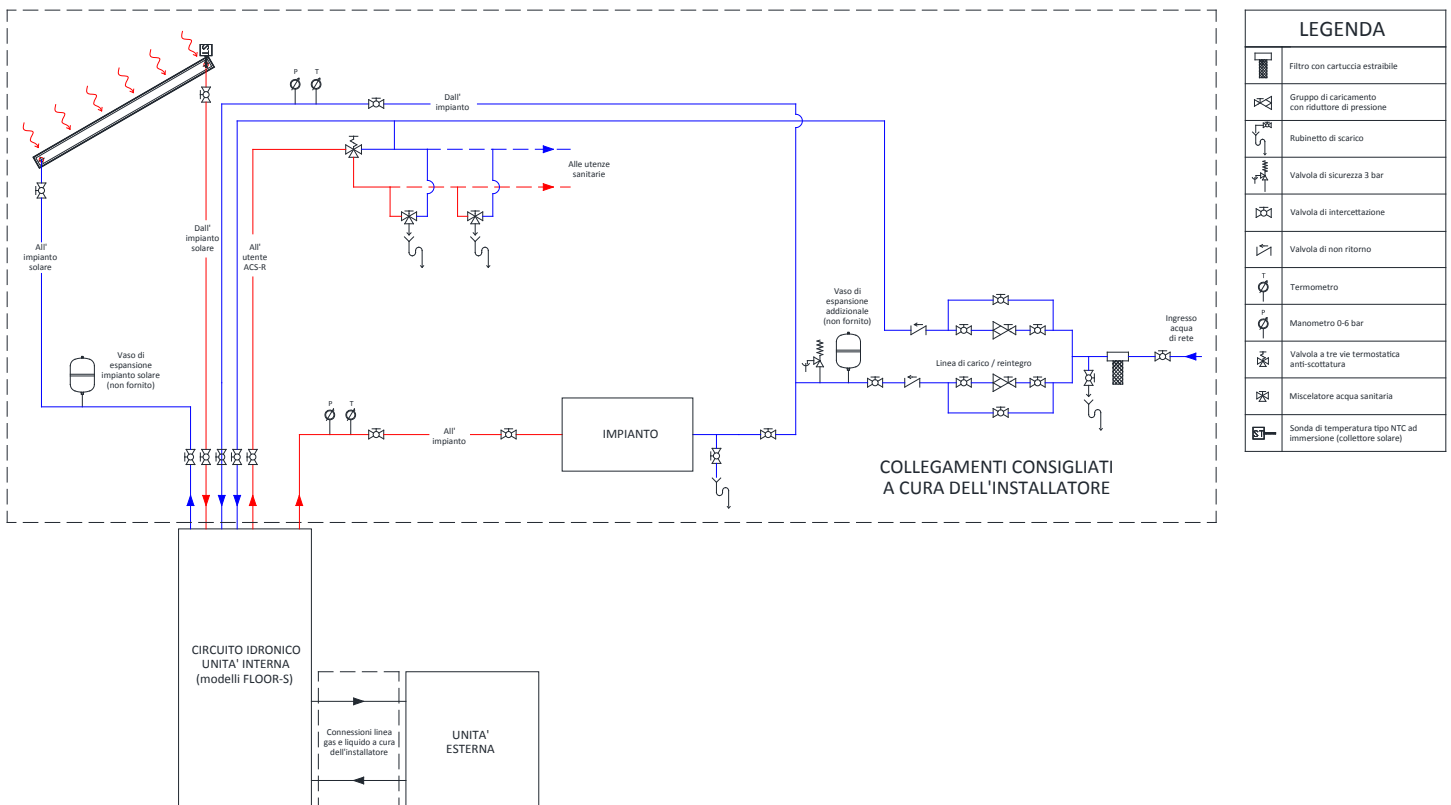 ST
P
T
Dall'
impianto
Alle utenze
sanitarie
All'
impianto
solare
Dall'
impianto
solare
All'
utente
ACS-R
Vaso di
espansione
addizionale
(non fornito)
Ingresso
acqua
di rete
Linea di carico / reintegro
Vaso di
espansione
impianto solare
(non fornito)
P
T
All'
impianto
IMPIANTO
COLLEGAMENTI CONSIGLIATI
A CURA DELL'INSTALLATORE
CIRCUITO IDRONICO
UNITA' INTERNA
(modelli FLOOR-S)
Connessioni linea
gas e liquido a cura
dell'installatore
UNITA'
ESTERNA
LEGENDA
Filtro con cartuccia estraibile
Gruppo di caricamento
con riduttore di pressione
Rubinetto di scarico
Valvola di sicurezza 3 bar
Valvola di intercettazione
Valvola di non ritorno
T
Termometro
P
Manometro 0-6 bar
Valvola a tre vie termostatica
anti-scottatura
Miscelatore acqua sanitaria
ST
Sonda di temperatura tipo NTC ad
immersione (collettore solare)